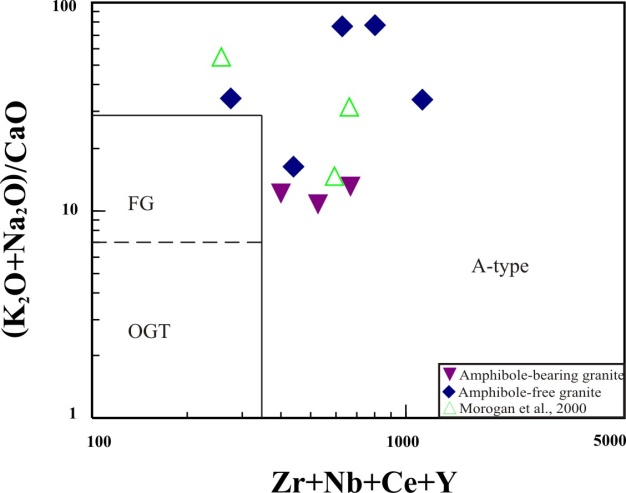 100
10
1
(K₂O+Na₂O)/CaO
FG
OGT
A-type
Amphibole-bearing granite
Amphibole-free granite
Morogan et al., 2000
100 1000 5000
Zr+Nb+Ce+Y